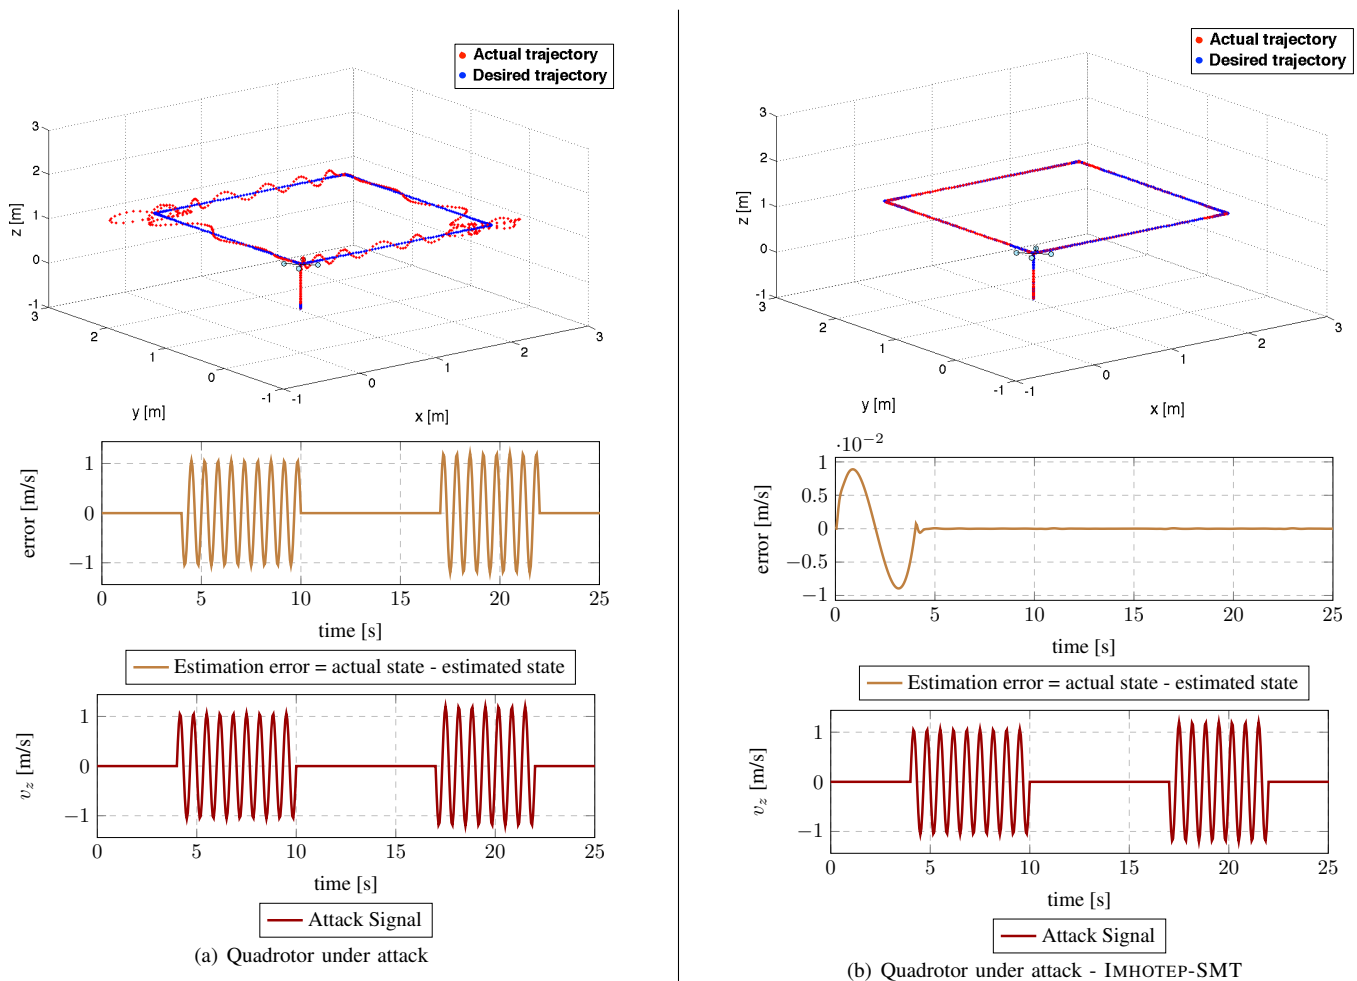 Actual trajectory
Desired trajectory
3
2
1
0
-1
z [m]
3
2
1
0
-1
y [m]
-1
0
1
2
3
x [m]
1
0
−1
error [m/s]
0 5 10 15 20 25
time [s]
Estimation error = actual state - estimated state
1
0
−1
v_z [m/s]
0 5 10 15 20 25
time [s]
Attack Signal
(a) Quadrotor under attack
Actual trajectory
Desired trajectory
3
2
1
0
-1
z [m]
3
2
1
0
-1
y [m]
-1
0
1
2
3
x [m]
·10⁻²
1
0.5
0
−0.5
−1
error [m/s]
0 5 10 15 20 25
time [s]
Estimation error = actual state - estimated state
1
0
−1
v_z [m/s]
0 5 10 15 20 25
time [s]
Attack Signal
(b) Quadrotor under attack - IMHOTEP-SMT